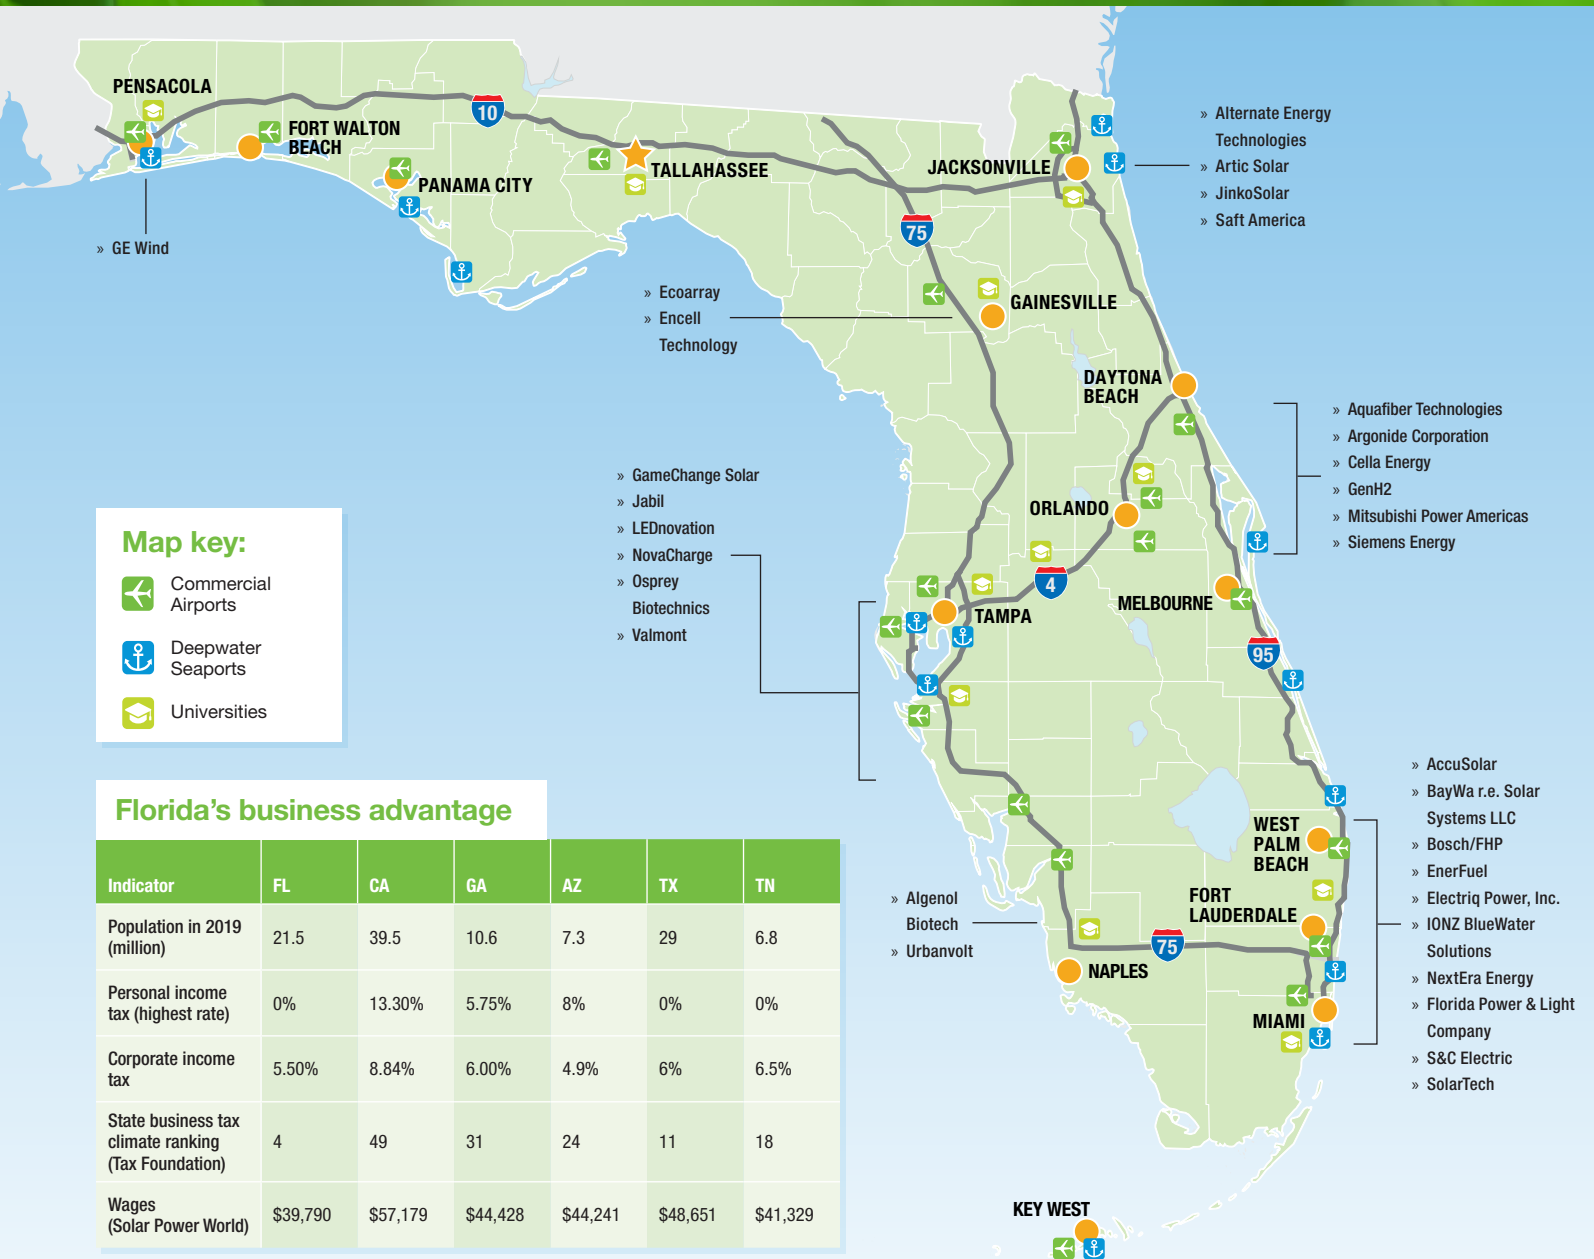 PENSACOLA
FORT WALTON
BEACH
10
PANAMA CITY
TALLAHASSEE
JACKSONVILLE
» Alternate Energy
Technologies
» Artic Solar
» JinkoSolar
» Saft America
» GE Wind
75
» Ecoarray
» Encell
Technology
GAINESVILLE
DAYTONA
BEACH
» Aquafiber Technologies
» Argonide Corporation
» Cella Energy
» GenH2
» Mitsubishi Power Americas
» Siemens Energy
» GameChange Solar
» Jabil
» LEDnovation
» NovaCharge
» Osprey
Biotechnics
» Valmont
ORLANDO
4
TAMPA
MELBOURNE
95
Map key:
Commercial
Airports
Deepwater
Seaports
Universities
» AccuSolar
» BayWa r.e. Solar
Systems LLC
» Bosch/FHP
» EnerFuel
» Electriq Power, Inc.
» IONZ BlueWater
Solutions
» NextEra Energy
» Florida Power & Light
Company
» S&C Electric
» SolarTech
WEST
PALM
BEACH
FORT
LAUDERDALE
» Algenol
Biotech
» Urbanvolt
75
NAPLES
MIAMI
KEY WEST
Florida's business advantage
Indicator FL CA GA AZ TX TN
Population in 2019
(million) 21.5 39.5 10.6 7.3 29 6.8
Personal income
tax (highest rate) 0% 13.30% 5.75% 8% 0% 0%
Corporate income
tax 5.50% 8.84% 6.00% 4.9% 6% 6.5%
State business tax
climate ranking 4 49 31 24 11 18
(Tax Foundation)
Wages
(Solar Power World) $39,790 $57,179 $44,428 $44,241 $48,651 $41,329